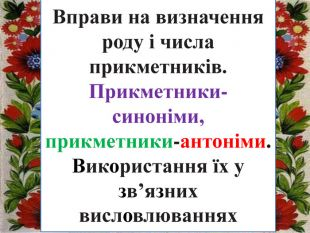 Вправи на визначення
роду і числа
прикметників.
Прикметники-
синоніми,
прикметники-антоніми.
Використання їх у
зв’язних
висловлюваннях